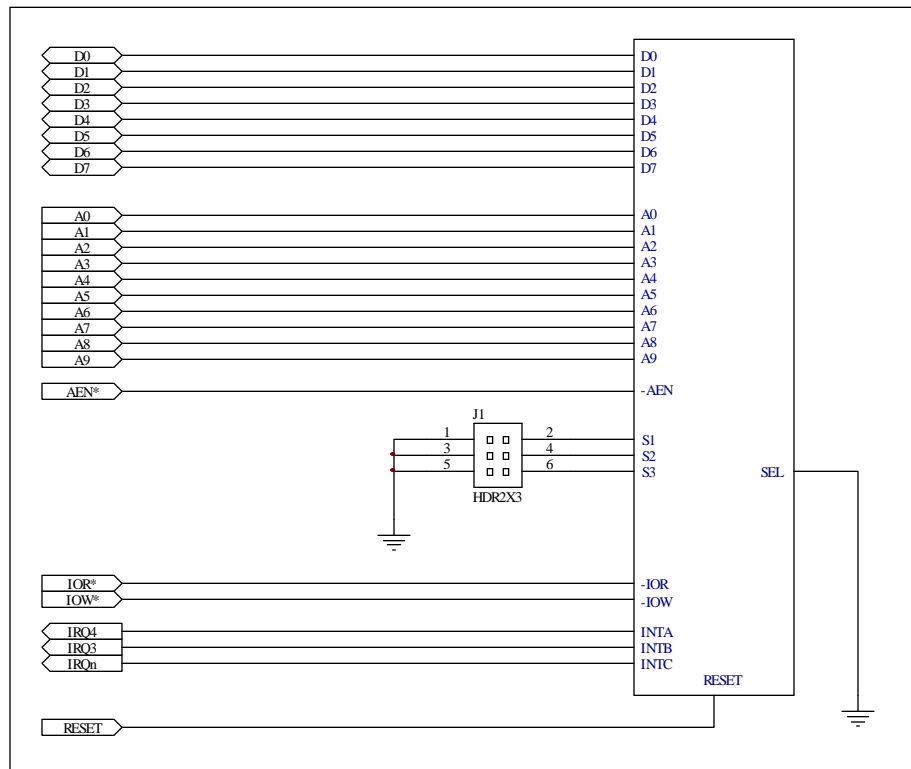 D0 D0
D1 D1
D2 D2
D3 D3
D4 D4
D5 D5
D6 D6
D7 D7
A0 A0
A1 A1
A2 A2
A3 A3
A4 A4
A5 A5
A6 A6
A7 A7
A8 A8
A9 A9
AEN* -AEN
J1
1 2 S1
3 4 S2
5 6 S3 SEL
HDR2X3
IOR* -IOR
IOW* -IOW
IRQ4 INTA
IRQ3 INTB
IRQn INTC
RESET
RESET